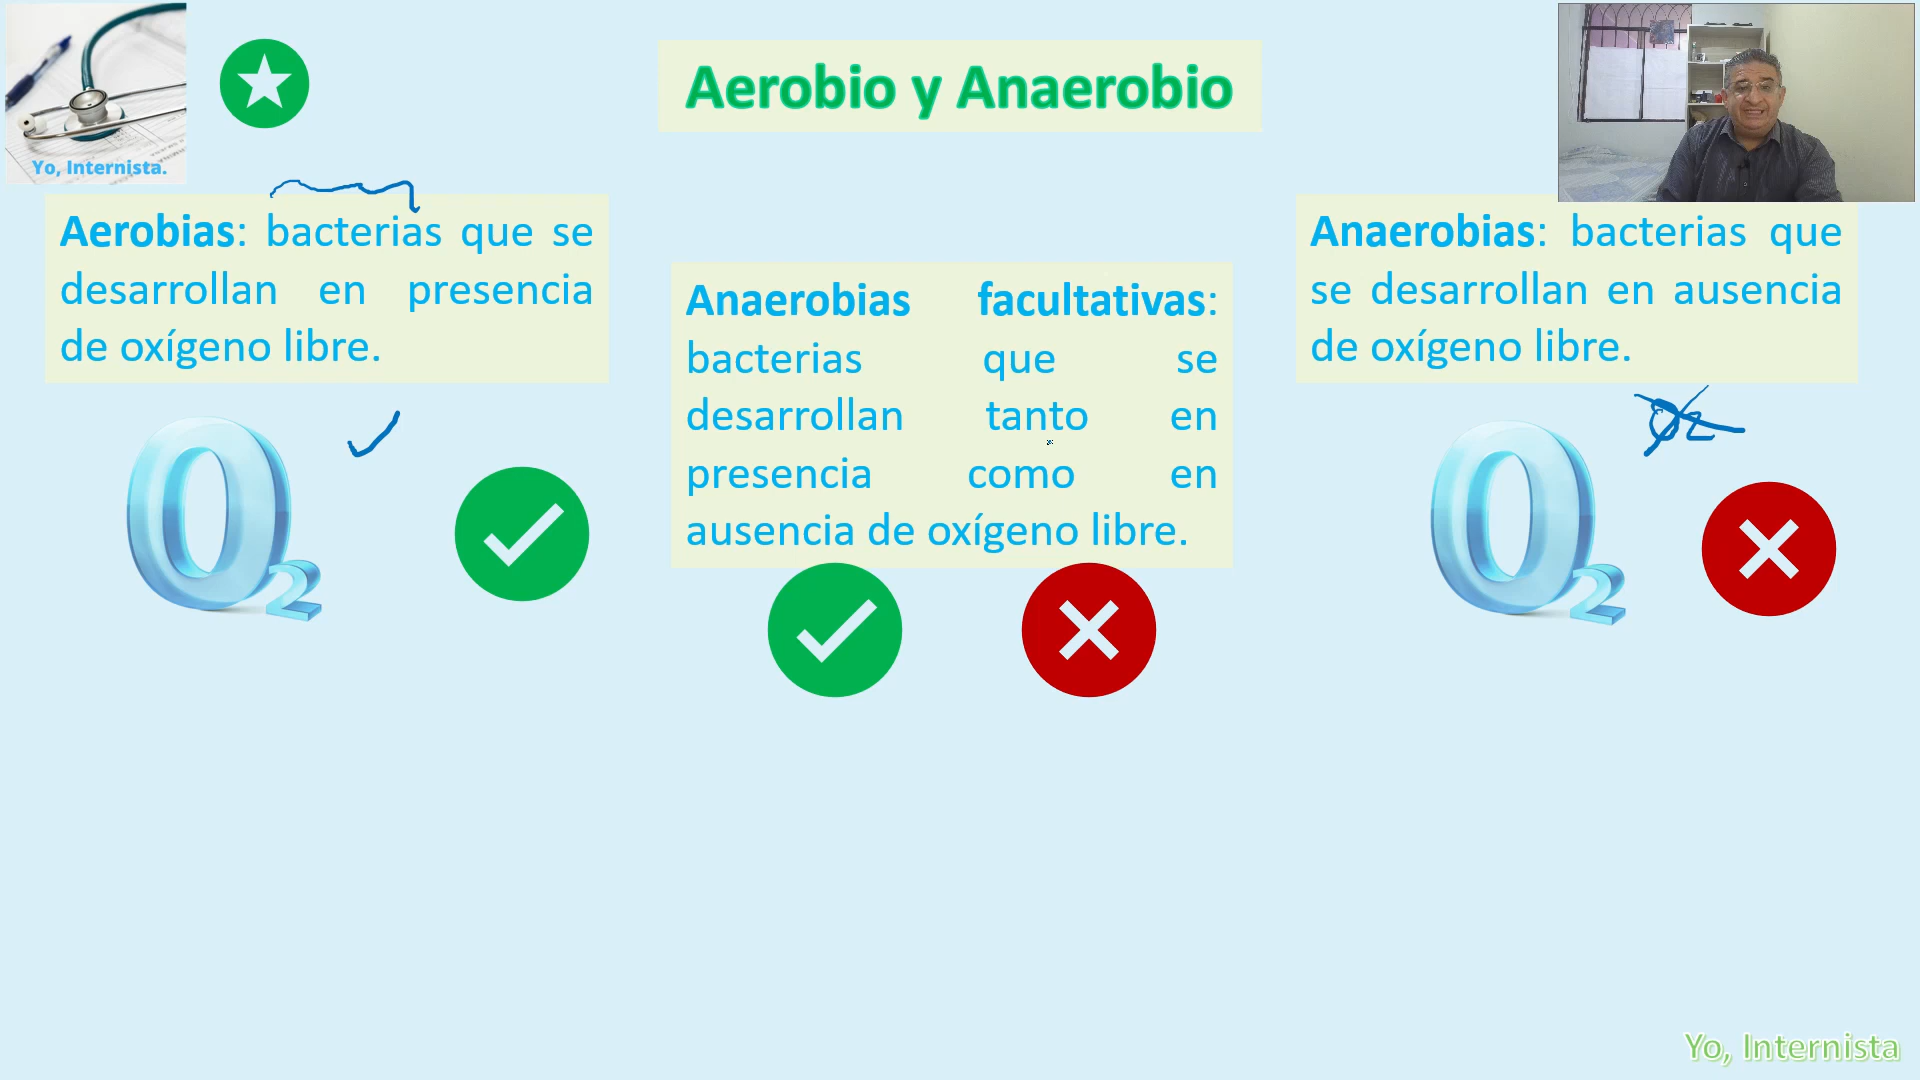 Yo, Internista.
Aerobio y Anaerobio
Aerobias: bacterias que se
desarrollan en presencia
de oxígeno libre.
O2
Anaerobias facultativas:
bacterias que se
desarrollan tanto en
presencia como en
ausencia de oxígeno libre.
Anaerobias: bacterias que
se desarrollan en ausencia
de oxígeno libre.
O2
O2
Yo, Internista